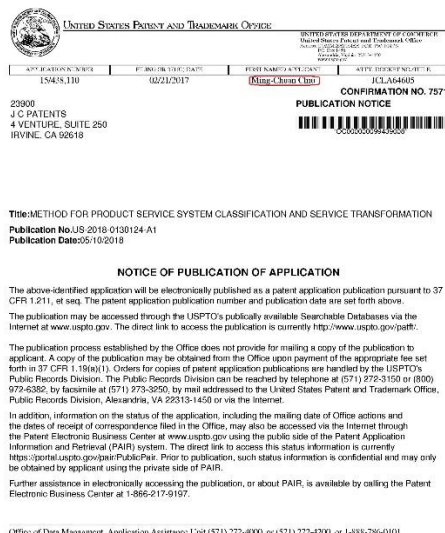 UNITED STATES PATENT AND TRADEMARK OFFICE
UNITED STATES DEPARTMENT OF COMMERCE
United States Patent and Trademark Office
APPLICATION NUMBER FILING OR 371(C) DATE FIRST NAMED APPLICANT ATTY. DOCKET NO./TITLE
15/438,110 02/21/2017 Ming-Chuan Chiu JCLA64605
CONFIRMATION NO. 7571
23900 PUBLICATION NOTICE
J C PATENTS
4 VENTURE, SUITE 250
IRVINE, CA 92618
Title:METHOD FOR PRODUCT SERVICE SYSTEM CLASSIFICATION AND SERVICE TRANSFORMATION
Publication No.US-2018-0130124-A1
Publication Date:05/10/2018
NOTICE OF PUBLICATION OF APPLICATION
The above-identified application will be electronically published as a patent application publication pursuant to 37
CFR 1.211, et seq. The patent application publication number and publication date are set forth above.
The publication may be accessed through the USPTO's publically available Searchable Databases via the
Internet at www.uspto.gov. The direct link to access the publication is currently http://www.uspto.gov/patft/.
The publication process established by the Office does not provide for mailing a copy of the publication to
applicant. A copy of the publication may be obtained from the Office upon payment of the appropriate fee set
forth in 37 CFR 1.19(a)(1). Orders for copies of patent application publications are handled by the USPTO's
Public Records Division. The Public Records Division can be reached by telephone at (571) 272-3150 or (800)
972-6382, by facsimile at (571) 273-3250, by mail addressed to the United States Patent and Trademark Office,
Public Records Division, Alexandria, VA 22313-1450 or via the Internet.
In addition, information on the status of the application, including the mailing date of Office actions and
the dates of receipt of correspondence filed in the Office, may also be accessed via the Internet through
the Patent Electronic Business Center at www.uspto.gov using the public side of the Patent Application
Information and Retrieval (PAIR) system. The direct link to access this status information is currently
https://portal.uspto.gov/pair/PublicPair. Prior to publication, such status information is confidential and may only
be obtained by applicant using the private side of PAIR.
Further assistance in electronically accessing the publication, or about PAIR, is available by calling the Patent
Electronic Business Center at 1-866-217-9197.
Office of Data Management, Application Assistance Unit (571) 272-4000, or (571) 272-4200, or 1-888-786-0101